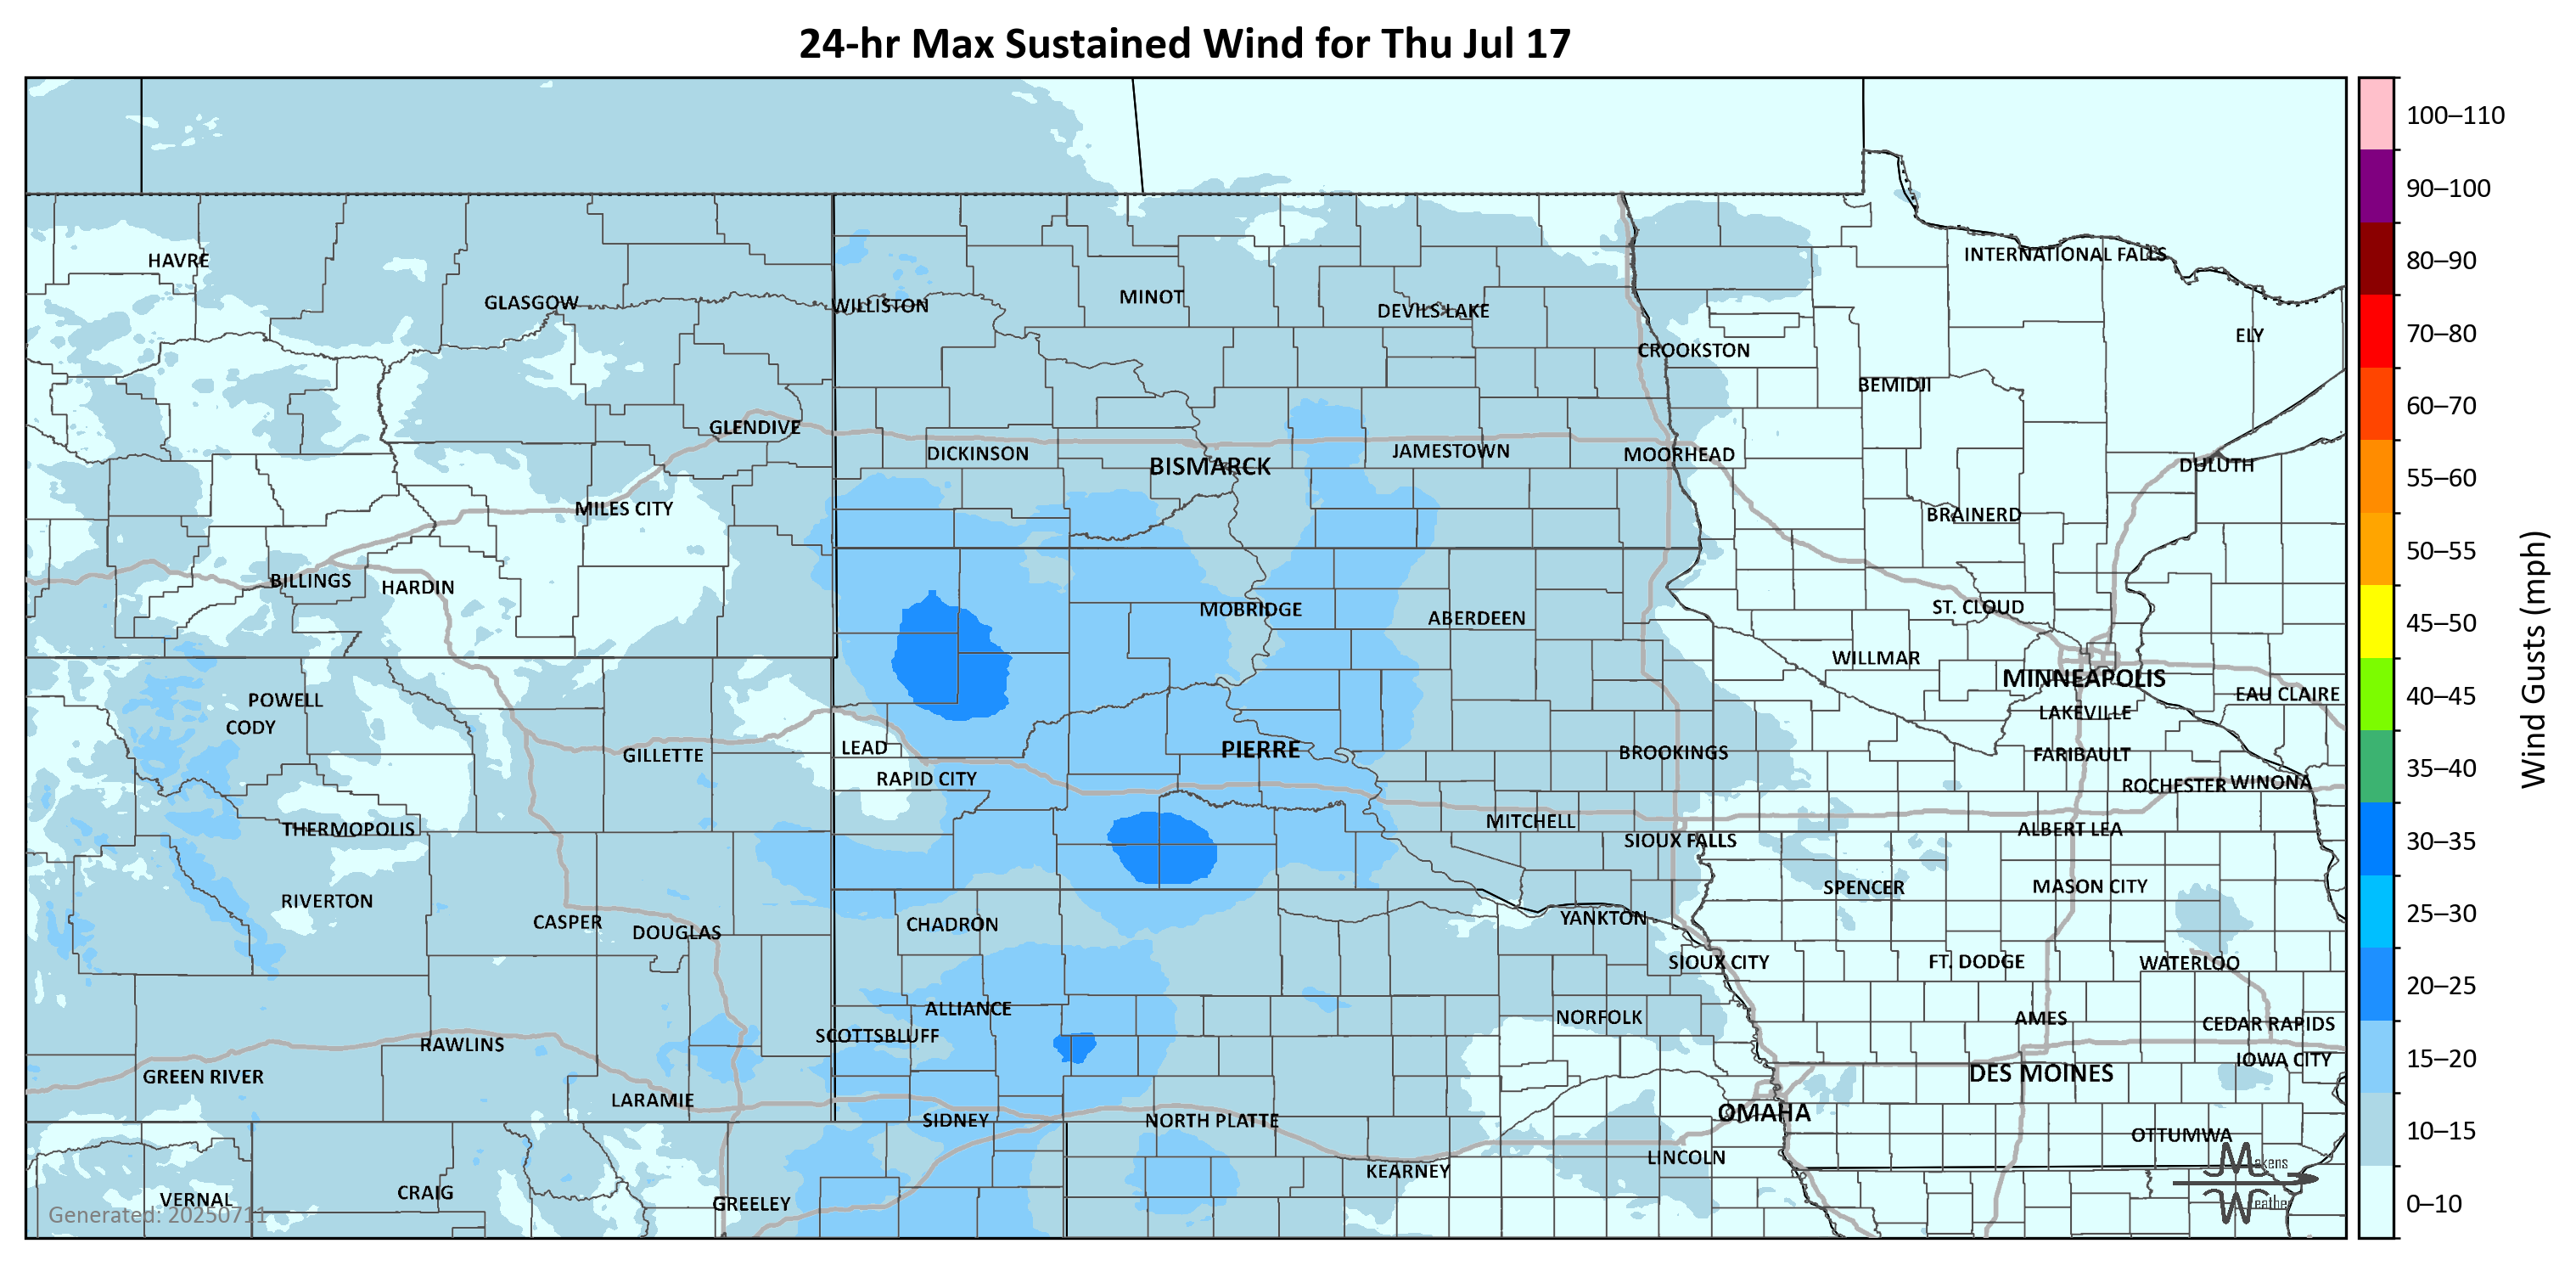 24-hr Max Sustained Wind for Thu Jul 17
HAVRE
GLASGOW
WILLISTON
MINOT
DEVILS LAKE
INTERNATIONAL FALLS
ELY
CROOKSTON
BEMIDJI
GLENDIVE
DICKINSON
BISMARCK
JAMESTOWN
MOORHEAD
DULUTH
MILES CITY
BRAINERD
BILLINGS
HARDIN
MOBRIDGE
ABERDEEN
ST. CLOUD
WILLMAR
MINNEAPOLIS
POWELL
EAU CLAIRE
CODY
LAKEVILLE
GILLETTE
LEAD
PIERRE
BROOKINGS
FARIBAULT
RAPID CITY
ROCHESTER
WINONA
THERMOPOLIS
MITCHELL
SIOUX FALLS
ALBERT LEA
RIVERTON
SPENCER
MASON CITY
CASPER
DOUGLAS
CHADRON
YANKTON
SIOUX CITY
FT. DODGE
WATERLOO
ALLIANCE
NORFOLK
AMES
CEDAR RAPIDS
SCOTTSBLUFF
RAWLINS
IOWA CITY
GREEN RIVER
DES MOINES
LARAMIE
SIDNEY
NORTH PLATTE
OMAHA
OTTUMWA
LINCOLN
KEARNEY
VERNAL
CRAIG
GREELEY
Generated: 20250711
Makens
Weather
100–110
90–100
80–90
70–80
60–70
55–60
50–55
45–50
40–45
35–40
30–35
25–30
20–25
15–20
10–15
0–10
Wind Gusts (mph)